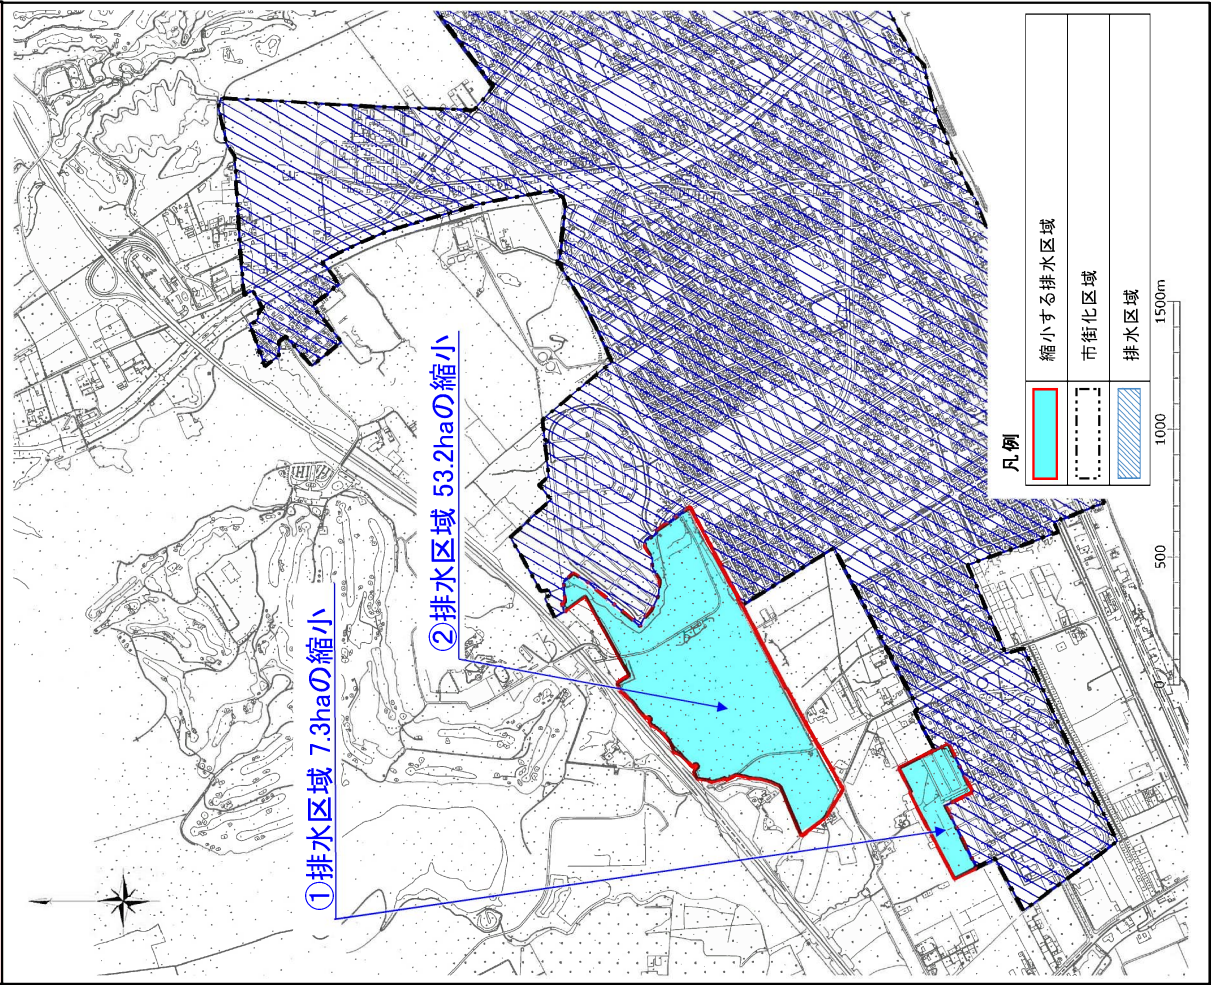 ①排水区域 7.3haの縮小
②排水区域 53.2haの縮小
凡例
縮小する排水区域
市街化区域
排水区域
0 500 1000 1500m